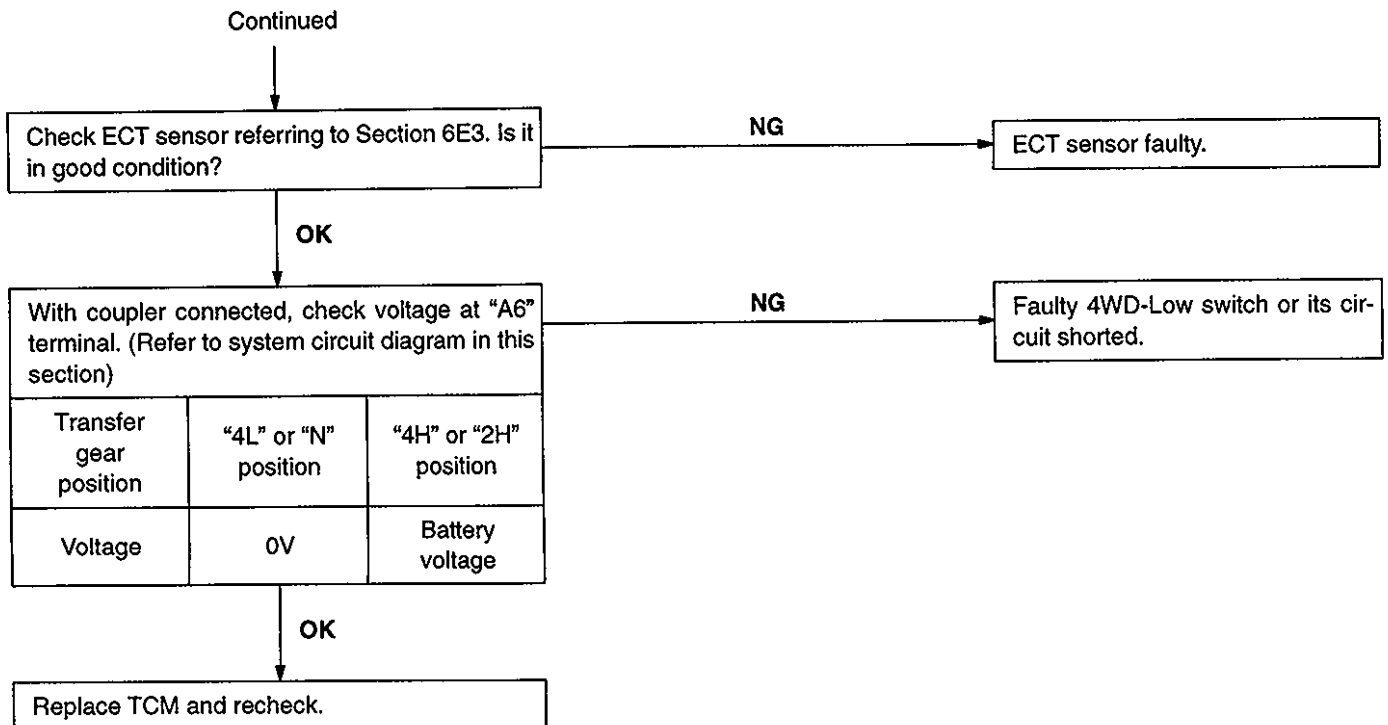 Continued
Check ECT sensor referring to Section 6E3. Is it
in good condition?
NG
ECT sensor faulty.
OK
With coupler connected, check voltage at "A6"
terminal. (Refer to system circuit diagram in this
section)
NG
Faulty 4WD-Low switch or its cir-
cuit shorted.
Transfer
gear
position
"4L" or "N"
position
"4H" or "2H"
position
Voltage
0V
Battery
voltage
OK
Replace TCM and recheck.